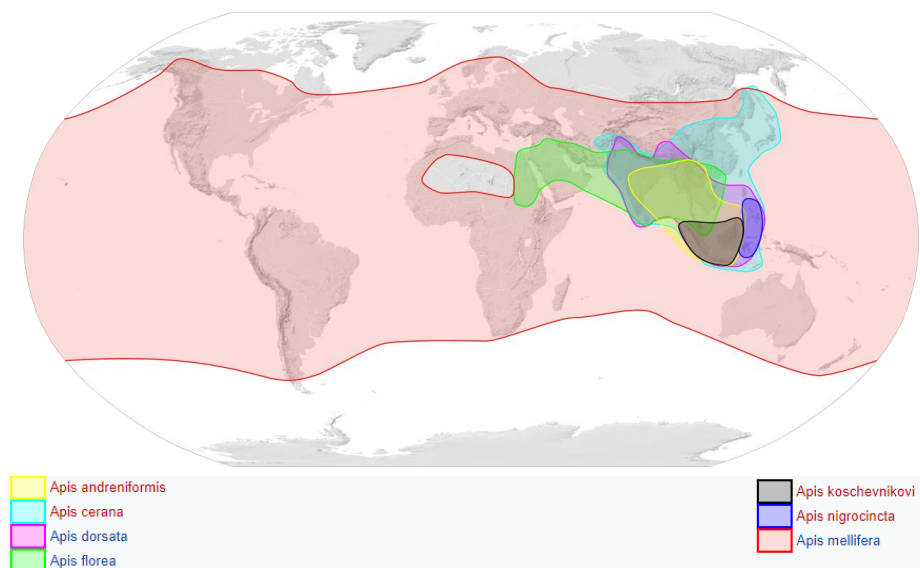 Apis andreniformis
Apis cerana
Apis dorsata
Apis florea
Apis koschevnikovi
Apis nigrocincta
Apis mellifera